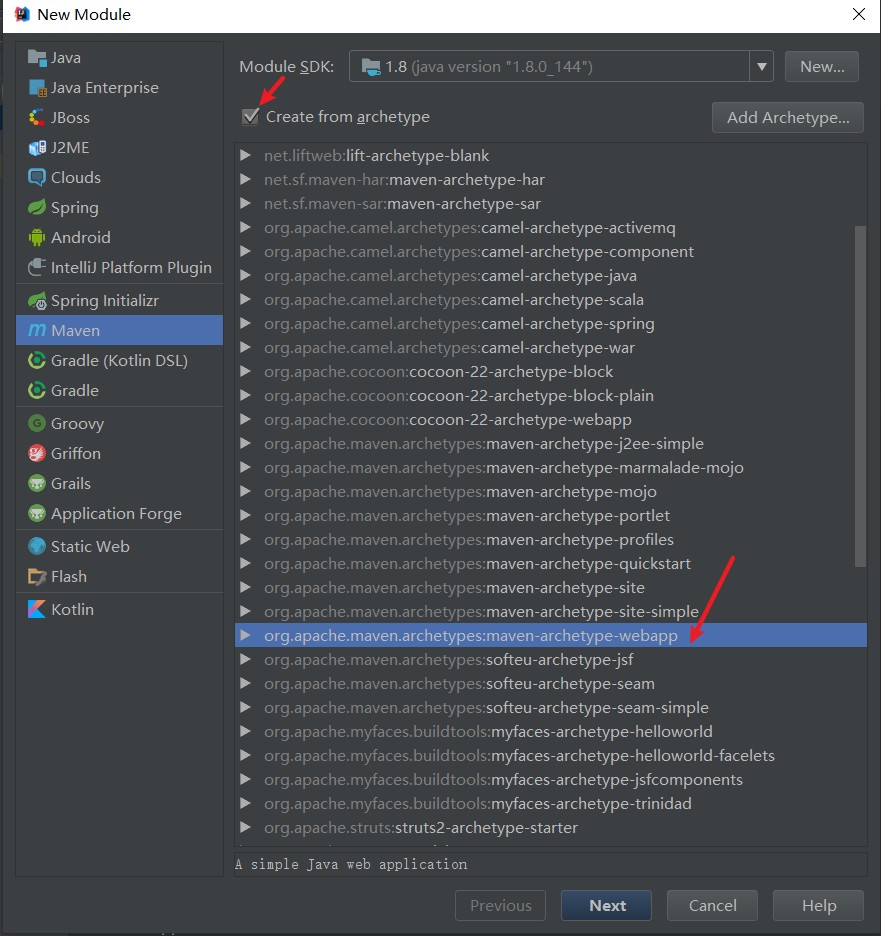 New Module
Java
Java Enterprise
JBoss
J2ME
Clouds
Spring
Android
IntelliJ Platform Plugin
Spring Initializr
Maven
Gradle (Kotlin DSL)
Gradle
Groovy
Griffon
Grails
Application Forge
Static Web
Flash
Kotlin
Module SDK: 1.8 (java version "1.8.0_144") New...
Create from archetype Add Archetype...
net.liftweb:lift-archetype-blank
net.sf.maven-har:maven-archetype-har
net.sf.maven-sar:maven-archetype-sar
org.apache.camel.archetypes:camel-archetype-activemq
org.apache.camel.archetypes:camel-archetype-component
org.apache.camel.archetypes:camel-archetype-java
org.apache.camel.archetypes:camel-archetype-scala
org.apache.camel.archetypes:camel-archetype-spring
org.apache.camel.archetypes:camel-archetype-war
org.apache.cocoon:cocoon-22-archetype-block
org.apache.cocoon:cocoon-22-archetype-block-plain
org.apache.cocoon:cocoon-22-archetype-webapp
org.apache.maven.archetypes:maven-archetype-j2ee-simple
org.apache.maven.archetypes:maven-archetype-marmalade-mojo
org.apache.maven.archetypes:maven-archetype-mojo
org.apache.maven.archetypes:maven-archetype-portlet
org.apache.maven.archetypes:maven-archetype-profiles
org.apache.maven.archetypes:maven-archetype-quickstart
org.apache.maven.archetypes:maven-archetype-site
org.apache.maven.archetypes:maven-archetype-site-simple
org.apache.maven.archetypes:maven-archetype-webapp
org.apache.maven.archetypes:softeu-archetype-jsf
org.apache.maven.archetypes:softeu-archetype-seam
org.apache.maven.archetypes:softeu-archetype-seam-simple
org.apache.myfaces.buildtools:myfaces-archetype-helloworld
org.apache.myfaces.buildtools:myfaces-archetype-helloworld-facelets
org.apache.myfaces.buildtools:myfaces-archetype-jsfcomponents
org.apache.myfaces.buildtools:myfaces-archetype-trinidad
org.apache.struts:struts2-archetype-starter
A simple Java web application
Previous Next Cancel Help